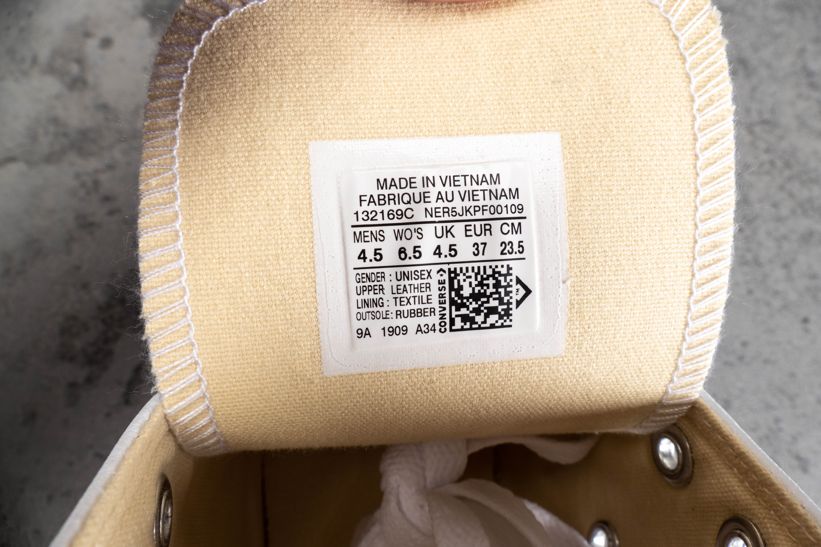 MADE IN VIETNAM
FABRIQUE AU VIETNAM
132169C NER5JKPF00109
MENS WO'S UK EUR CM
4.5 6.5 4.5 37 23.5
GENDER : UNISEX
UPPER: LEATHER
LINING : TEXTILE
OUTSOLE: RUBBER
9A 1909 A34
CONVERSE